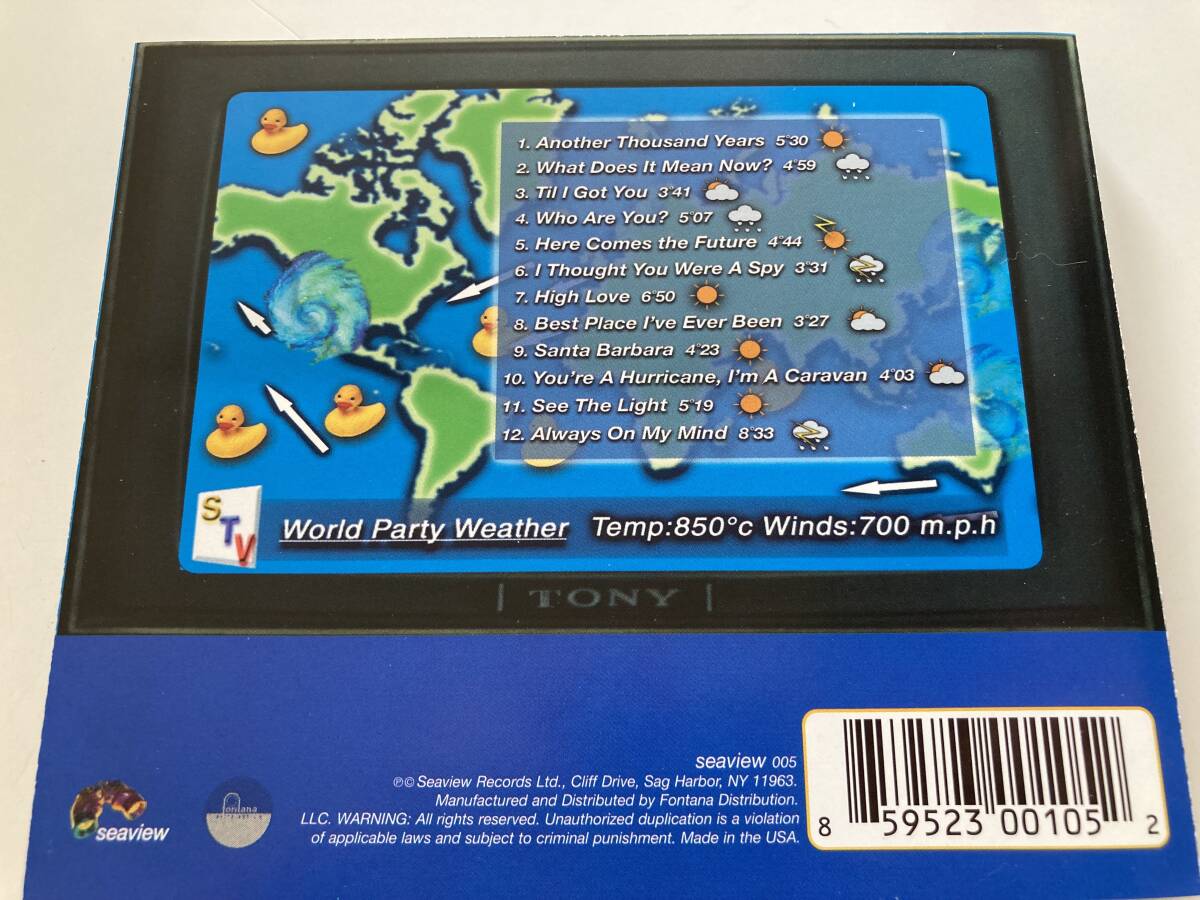 1. Another Thousand Years 5°30
2. What Does It Mean Now? 4°59
3. Til I Got You 3°41
4. Who Are You? 5°07
5. Here Comes the Future 4°44
6. I Thought You Were A Spy 3°31
7. High Love 6°50
8. Best Place I've Ever Been 3°27
9. Santa Barbara 4°23
10. You're A Hurricane, I'm A Caravan 4°03
11. See The Light 5°19
12. Always On My Mind 8°33
STV
World Party Weather Temp:850°c Winds:700 m.p.h
| TONY |
seaview 005
℗© Seaview Records Ltd., Cliff Drive, Sag Harbor, NY 11963.
Manufactured and Distributed by Fontana Distribution.
LLC. WARNING: All rights reserved. Unauthorized duplication is a violation
of applicable laws and subject to criminal punishment. Made in the USA.
seaview
fontana
8 59523 00105 2